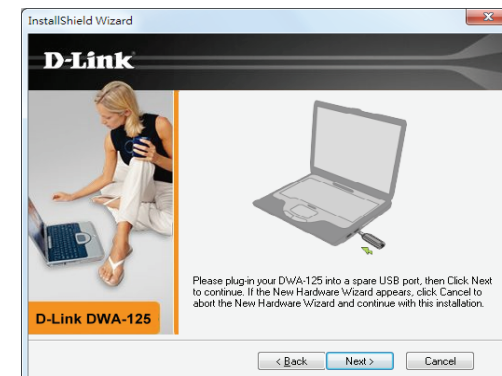 InstallShield Wizard
D-Link
Please plug-in your DWA-125 into a spare USB port, then Click Next
to continue. If the New Hardware Wizard appears, click Cancel to
abort the New Hardware Wizard and continue with this installation.
D-Link DWA-125
< Back
Next >
Cancel